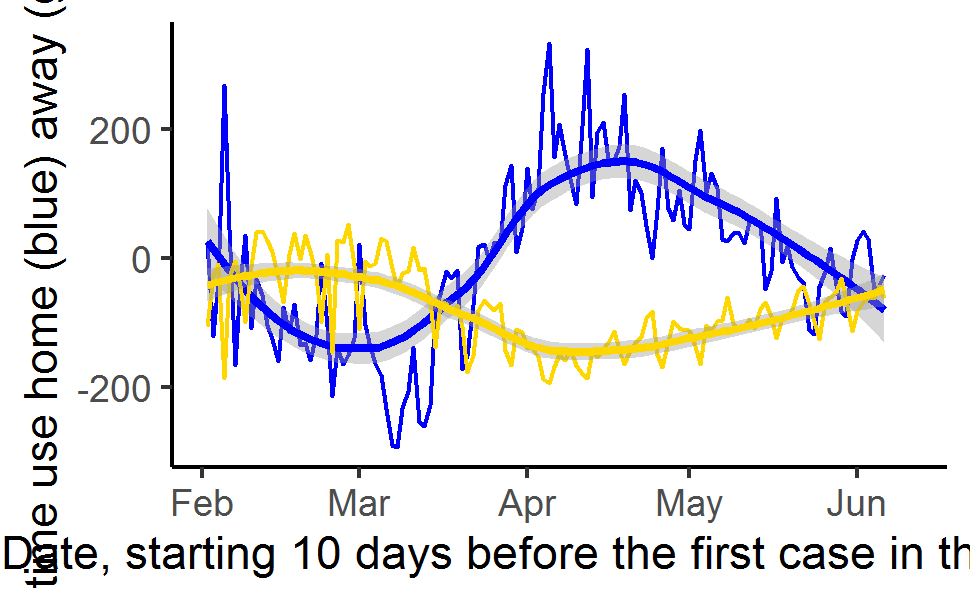 time use home (blue) away (
200
0
-200
Feb Mar Apr May Jun
Date, starting 10 days before the first case in th